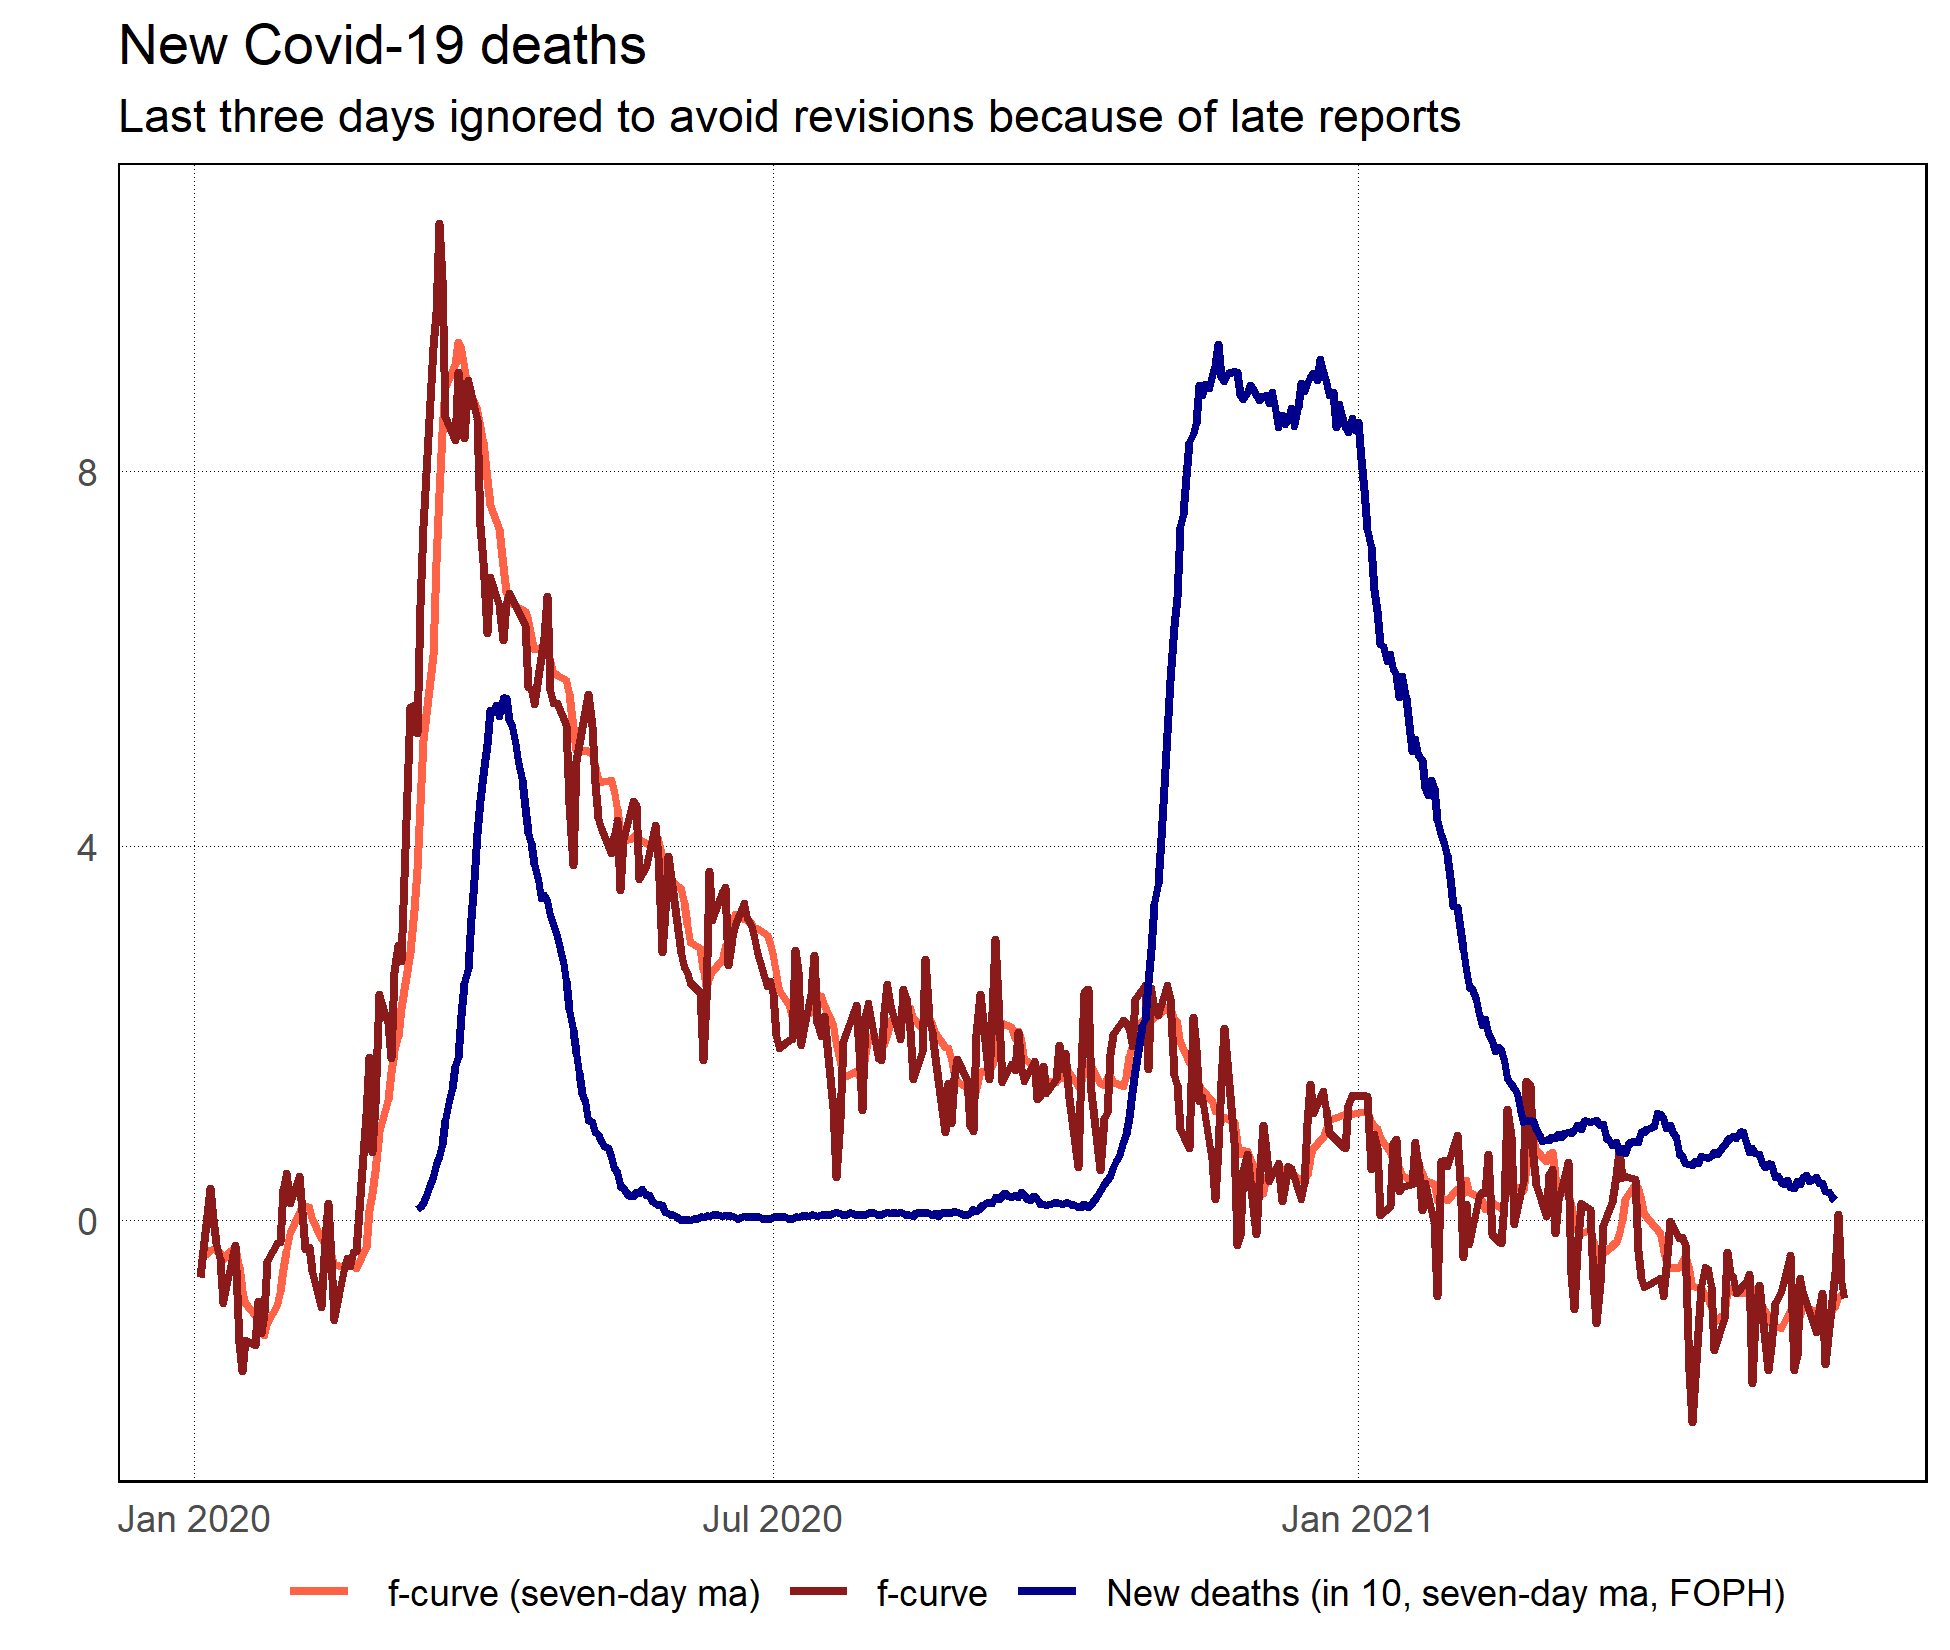 New Covid-19 deaths
Last three days ignored to avoid revisions because of late reports
8
4
0
Jan 2020 Jul 2020 Jan 2021
f-curve (seven-day ma) f-curve New deaths (in 10, seven-day ma, FOPH)